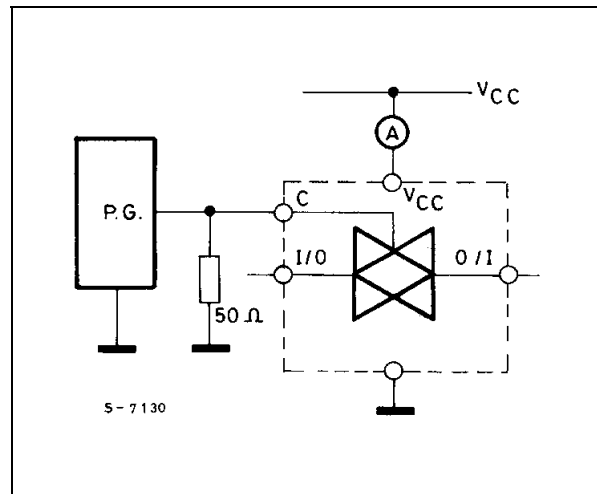 VCC
A
P.G.
C
VCC
I/O
O/I
50 Ω
S-7130